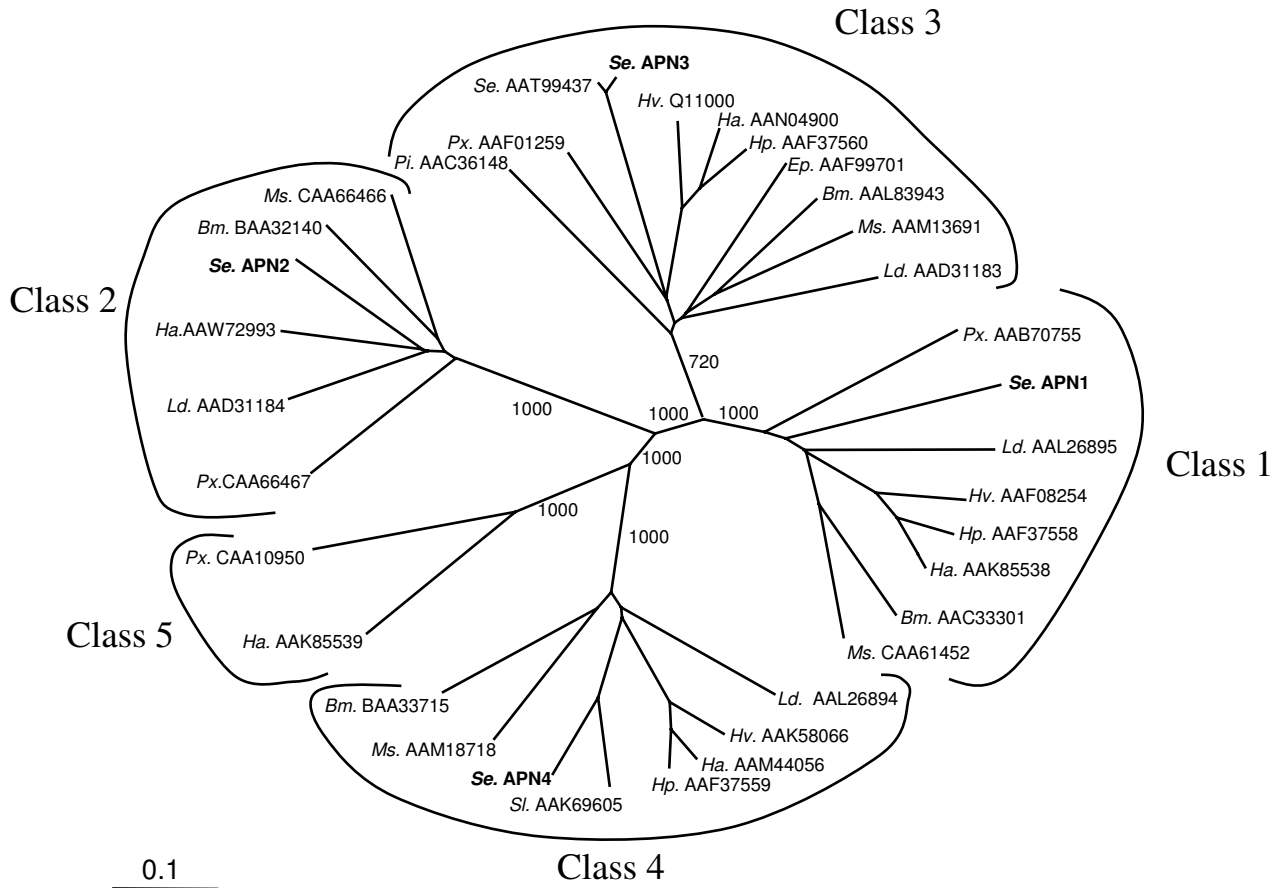 Class 3
Se. APN3
Se. AAT99437
Hv. Q11000
Ha. AAN04900
Px. AAF01259
Hp. AAF37560
Pi. AAC36148
Ep. AAF99701
Ms. CAA66466
Bm. AAL83943
Bm. BAA32140
Ms. AAM13691
Se. APN2
Ld. AAD31183
Class 2
Ha.AAW72993
Px. AAB70755
720
Se. APN1
Ld. AAD31184
1000
1000
1000
Ld. AAL26895
1000
Class 1
Px.CAA66467
Hv. AAF08254
1000
Hp. AAF37558
1000
Px. CAA10950
Ha. AAK85538
Bm. AAC33301
Class 5
Ha. AAK85539
Ms. CAA61452
Bm. BAA33715
Ld. AAL26894
Ms. AAM18718
Hv. AAK58066
Ha. AAM44056
Se. APN4
Hp. AAF37559
Sl. AAK69605
Class 4
0.1